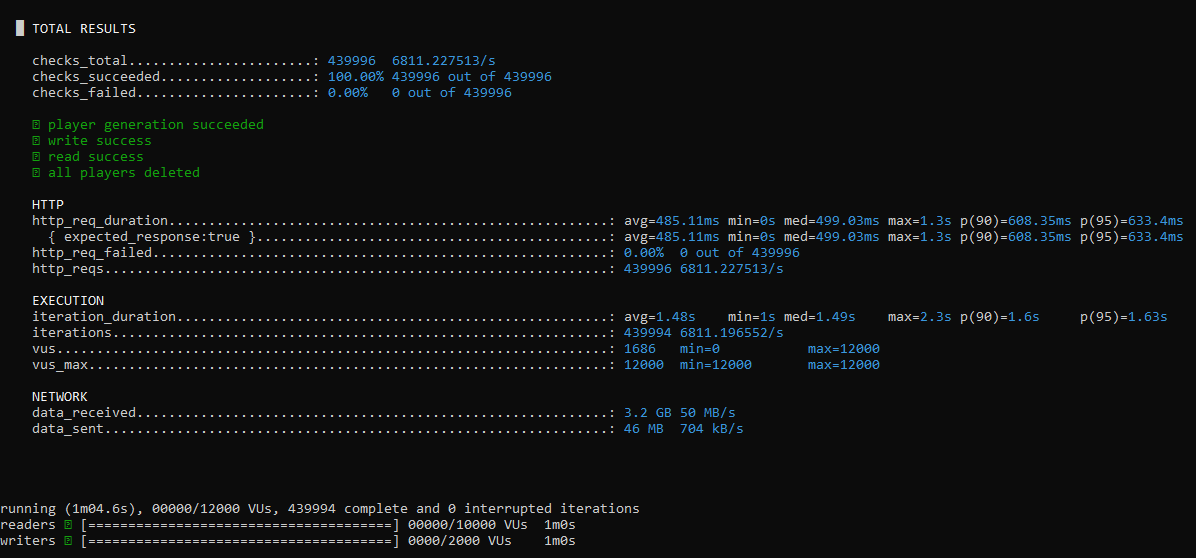 TOTAL RESULTS
checks_total.......................: 439996  6811.227513/s
checks_succeeded...................: 100.00% 439996 out of 439996
checks_failed......................: 0.00%   0 out of 439996
player generation succeeded
write success
read success
all players deleted
HTTP
http_req_duration.......................................................: avg=485.11ms min=0s med=499.03ms max=1.3s p(90)=608.35ms p(95)=633.4ms
{ expected_response:true }............................................: avg=485.11ms min=0s med=499.03ms max=1.3s p(90)=608.35ms p(95)=633.4ms
http_req_failed.........................................................: 0.00%  0 out of 439996
http_reqs...............................................................: 439996 6811.227513/s
EXECUTION
iteration_duration......................................................: avg=1.48s    min=1s med=1.49s    max=2.3s p(90)=1.6s     p(95)=1.63s
iterations..............................................................: 439994 6811.196552/s
vus.....................................................................: 1686   min=0           max=12000
vus_max.................................................................: 12000  min=12000       max=12000
NETWORK
data_received...........................................................: 3.2 GB 50 MB/s
data_sent...............................................................: 46 MB  704 kB/s
running (1m04.6s), 00000/12000 VUs, 439994 complete and 0 interrupted iterations
readers [======================================] 00000/10000 VUs  1m0s
writers [======================================] 0000/2000 VUs    1m0s